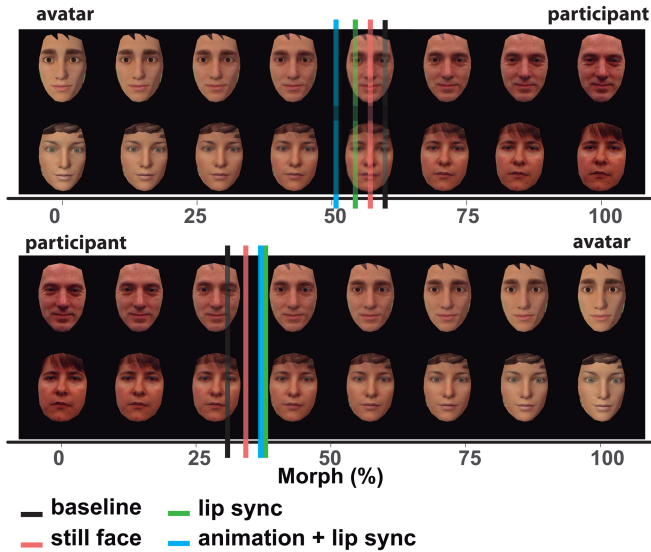 avatar participant
0 25 50 75 100
participant avatar
0 25 50 75 100
Morph (%)
baseline lip sync
still face animation + lip sync